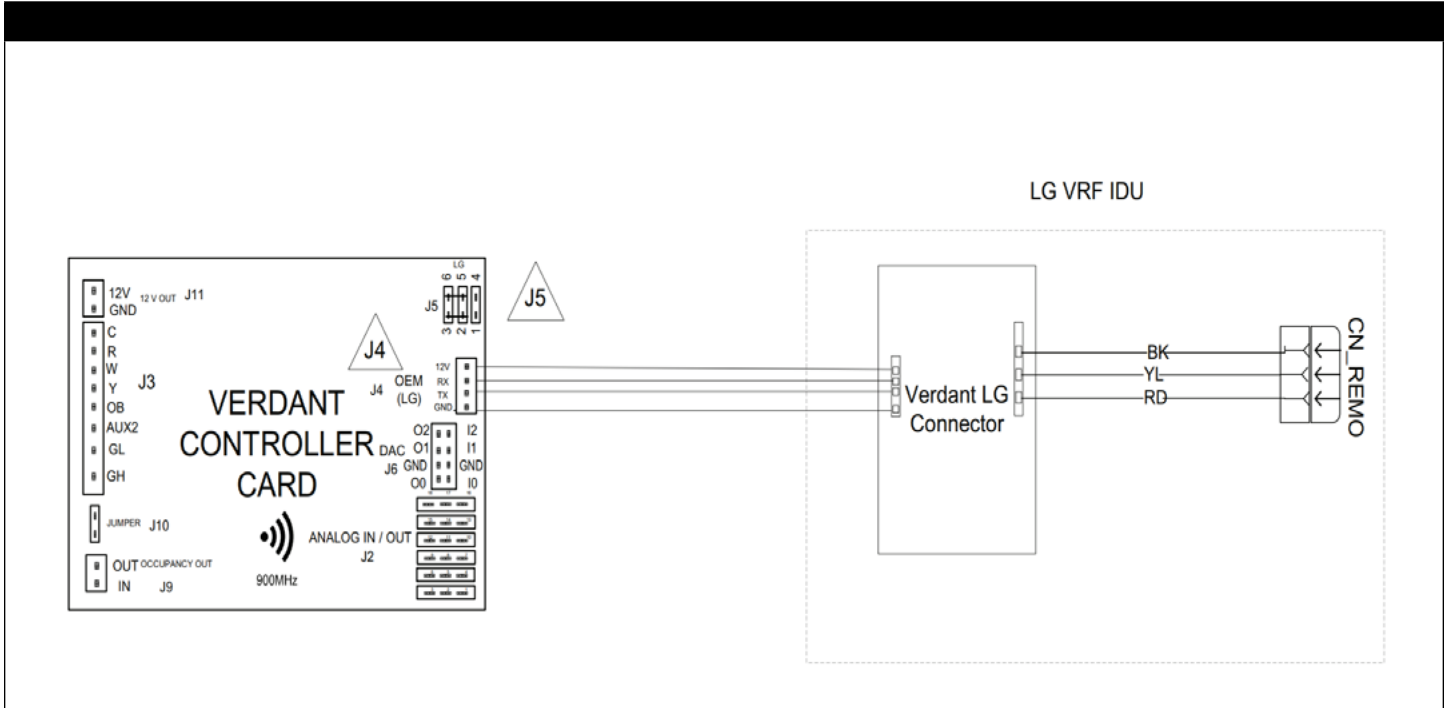 LG VRF IDU
LG
6 5 4
J5
3 2 1
J5
12V 12 V OUT J11
GND
C
R
W
Y
OB
AUX2
GL
GH
J3
J4
J4
OEM
(LG)
12V
RX
TX
GND
VERDANT
CONTROLLER
CARD
O2 I2
DAC O1 I1
J6 GND GND
O0 I0
JUMPER J10
ANALOG IN / OUT
J2
OUT OCCUPANCY OUT
IN J9
900MHz
Verdant LG
Connector
BK
YL
RD
CN_REMO